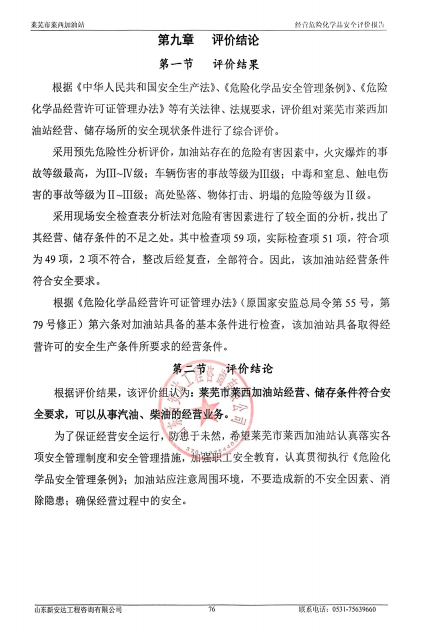 莱芜市莱西加油站 经营危险化学品安全评价报告
第九章 评价结论
第一节 评价结果
根据《中华人民共和国安全生产法》、《危险化学品安全管理条例》、《危险
化学品经营许可证管理办法》等有关法律、法规要求，评价组对莱芜市莱西加
油站经营、储存场所的安全现状条件进行了综合评价。
采用预先危险性分析评价，加油站存在的危险有害因素中，火灾爆炸的事
故等级最高，为Ⅲ~Ⅳ级；车辆伤害的事故等级为Ⅲ级；中毒和窒息、触电伤
害的事故等级为Ⅱ~Ⅲ级；高处坠落、物体打击、坍塌的危险等级为Ⅱ级。
采用现场安全检查表分析法对危险有害因素进行了较全面的分析，找出了
其经营、储存条件的不足之处。其中检查项 59 项，实际检查项 51 项，符合项
为 49 项，2 项不符合，整改后经复查，全部符合。因此，该加油站经营条件
符合安全要求。
根据《危险化学品经营许可证管理办法》（原国家安监总局令第 55 号，第
79 号修正）第六条对加油站具备的基本条件进行检查，该加油站具备取得经
营许可的安全生产条件所要求的经营条件。
第二节 评价结论
根据评价结果，该评价组认为：莱芜市莱西加油站经营、储存条件符合安
全要求，可以从事汽油、柴油的经营业务。
为了保证经营安全运行，防患于未然，希望莱芜市莱西加油站认真落实各
项安全管理制度和安全管理措施，加强职工安全教育，认真贯彻执行《危险化
学品安全管理条例》；加油站应注意周围环境，不要造成新的不安全因素、消
除隐患；确保经营过程中的安全。
山东新安达工程咨询有限公司 76 联系电话：0531-75639660